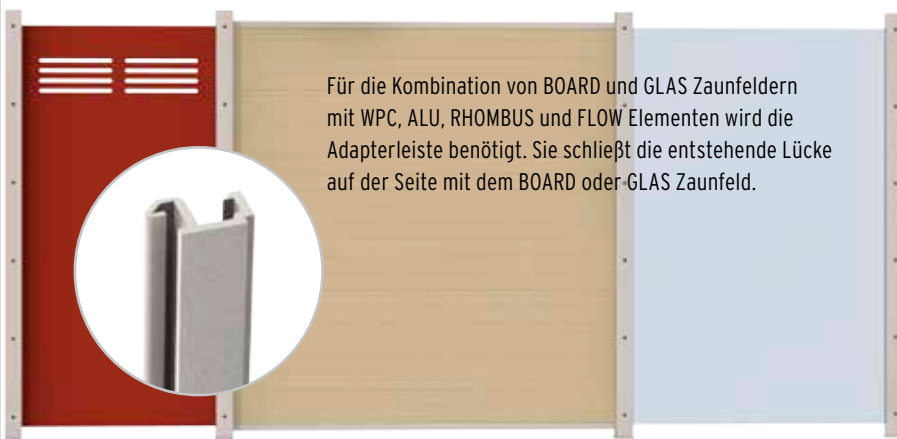 Für die Kombination von BOARD und GLAS Zaunfeldern
mit WPC, ALU, RHOMBUS und FLOW Elementen wird die
Adapterleiste benötigt. Sie schließt die entstehende Lücke
auf der Seite mit dem BOARD oder GLAS Zaunfeld.